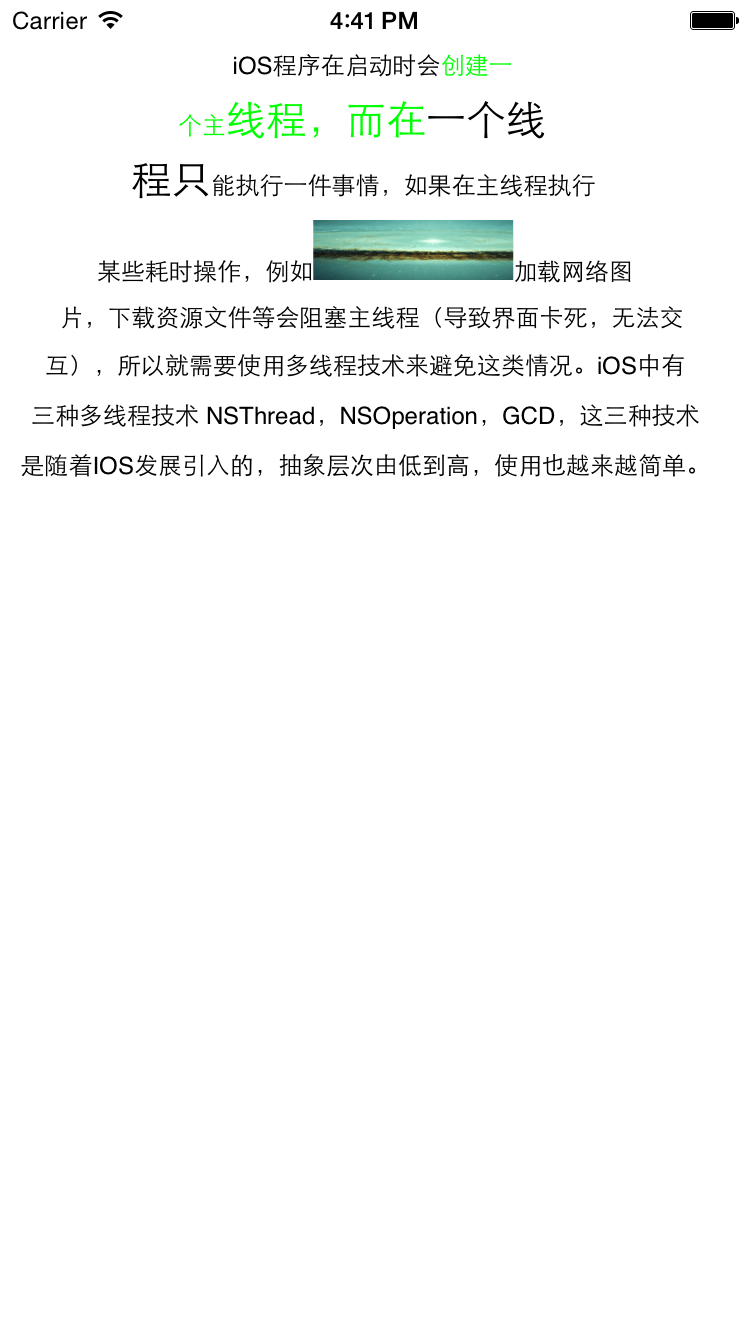 Carrier 4:41 PM
iOS程序在启动时会创建一
个主线程，而在一个线
程只能执行一件事情，如果在主线程执行
某些耗时操作，例如加载网络图
片，下载资源文件等会阻塞主线程（导致界面卡死，无法交
互），所以就需要使用多线程技术来避免这类情况。iOS中有
三种多线程技术 NSThread，NSOperation，GCD，这三种技术
是随着IOS发展引入的，抽象层次由低到高，使用也越来越简单。